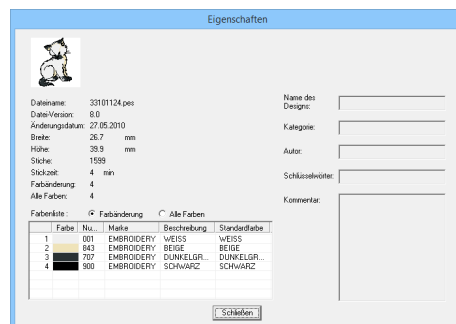 Eigenschaften
Dateiname: 33101124.pes
Datei-Version: 8.0
Änderungsdatum: 27.05.2010
Breite: 26.7 mm
Höhe: 39.9 mm
Stiche: 1599
Stickzeit: 4 min
Farbänderung: 4
Alle Farben: 4
Farbenliste : Farbänderung Alle Farben
Farbe Nu... Marke Beschreibung Standardfarbe
1 001 EMBROIDERY WEISS WEISS
2 843 EMBROIDERY BEIGE BEIGE
3 707 EMBROIDERY DUNKELGR... DUNKELGR...
4 900 EMBROIDERY SCHWARZ SCHWARZ
Name des
Designs:
Kategorie:
Autor:
Schlüsselwörter:
Kommentar:
Schließen